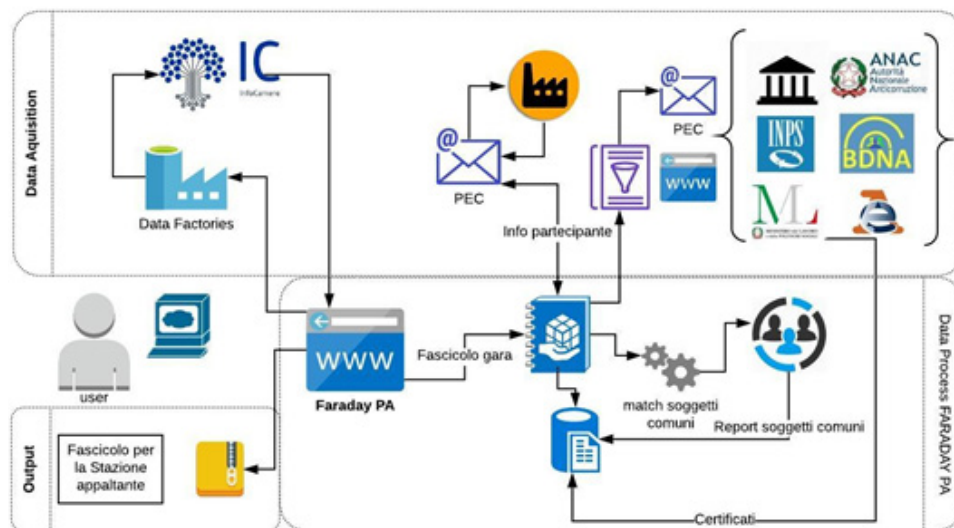 Data Aquisition
IC
InfoCamere
Data Factories
@
PEC
@
PEC
WWW
Info partecipante
ANAC
Autorità
Nazionale
Anticorruzione
INPS
BDNA
ML
user
WWW
Faraday PA
Fascicolo gara
match soggetti
comuni
Report soggetti comuni
Data Process FARADAY PA
Output
Fascicolo per
la Stazione
appaltante
Certificati